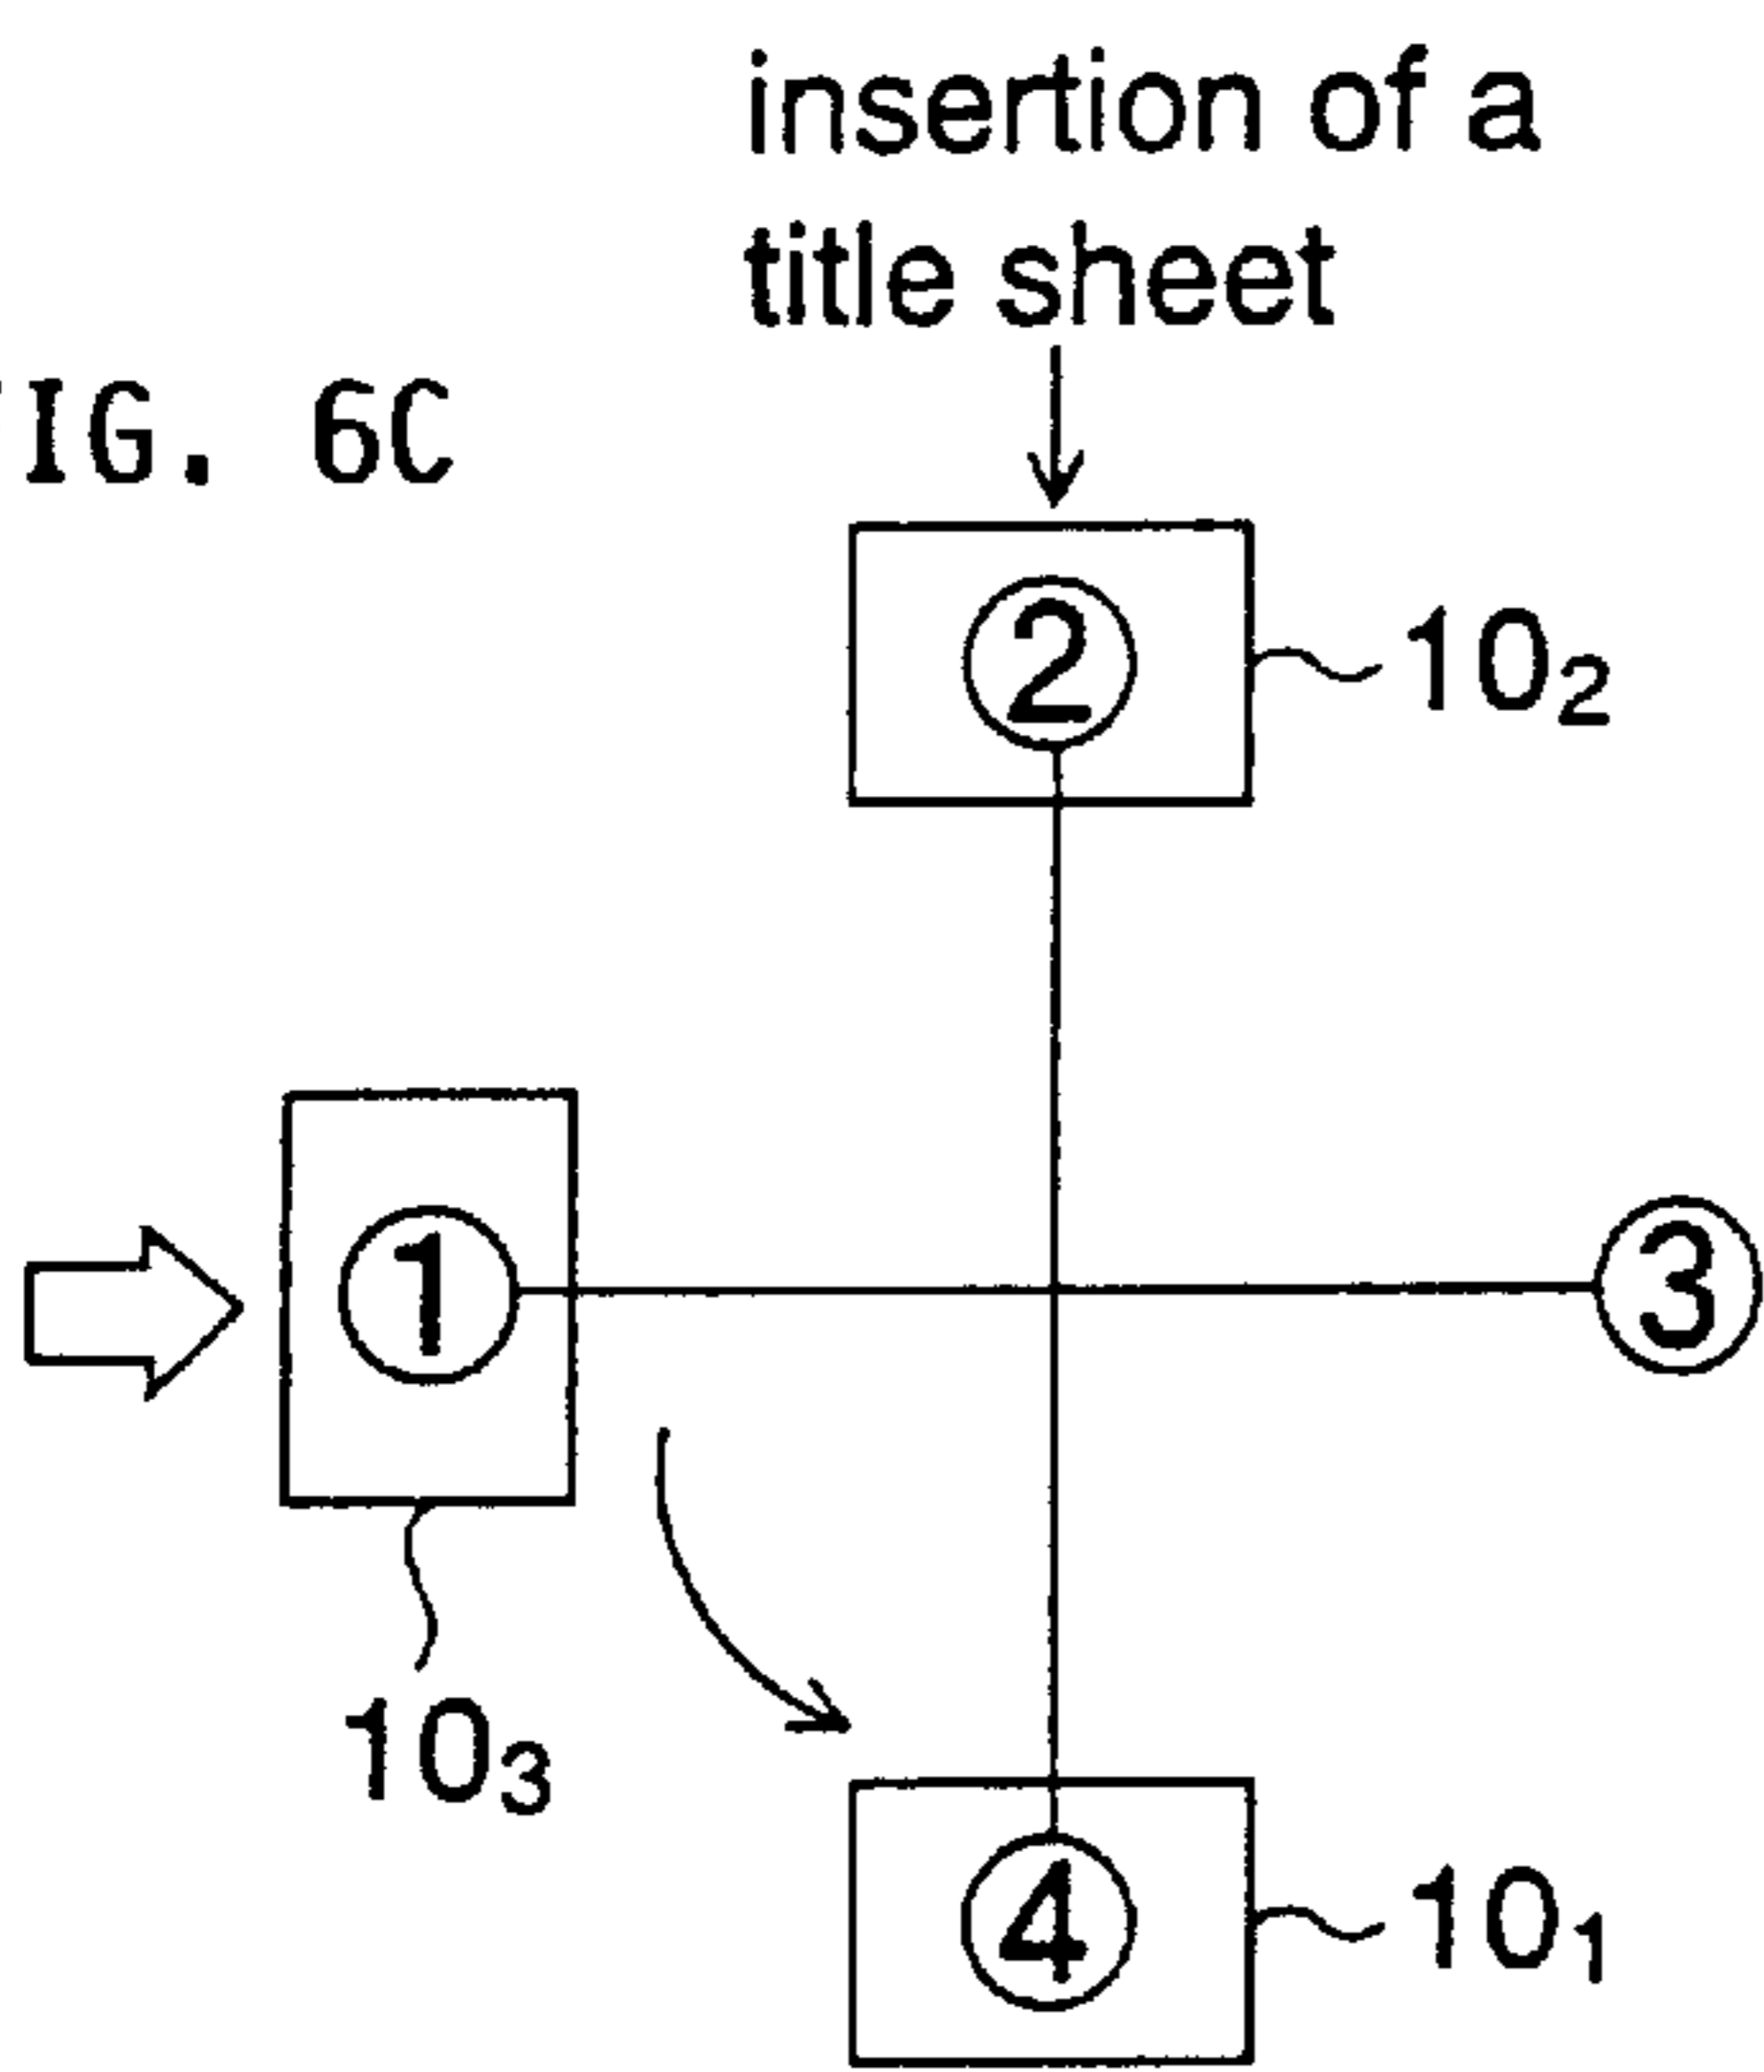 insertion of a
title sheet
IG. 6C
② 10₂
① ③
10₃
④ 10₁